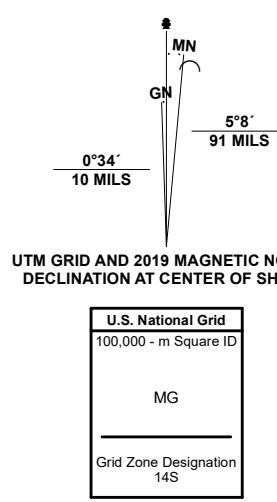 MN
GN
5°8´
91 MILS
0°34´
10 MILS
UTM GRID AND 2019 MAGNETIC
DECLINATION AT CENTER OF
U.S. National Grid
100,000 - m Square ID
MG
Grid Zone Designation
14S